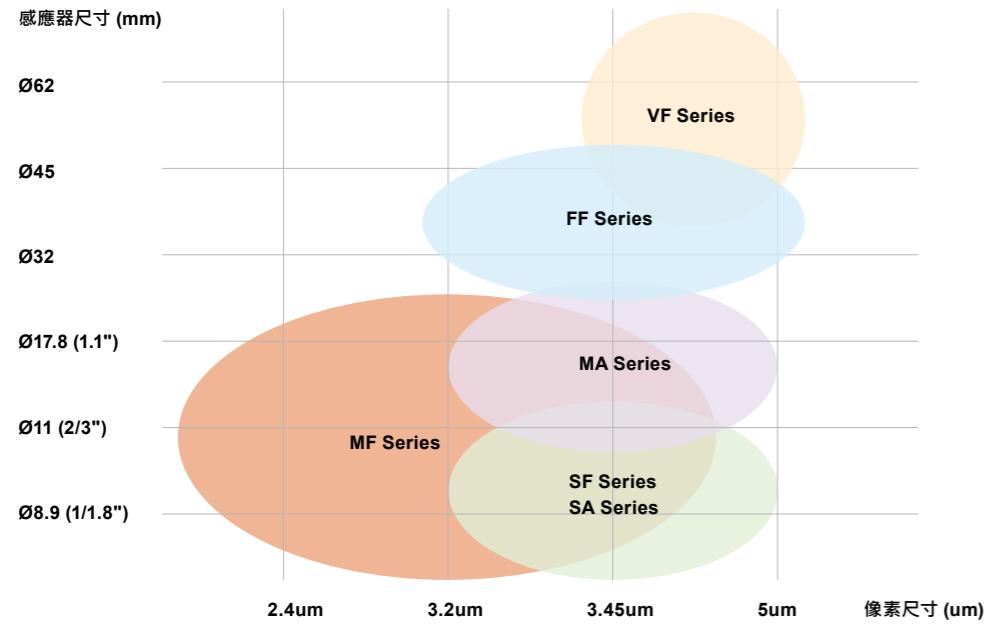 感應器尺寸 (mm)
Ø62
VF Series
Ø45
FF Series
Ø32
Ø17.8 (1.1")
MA Series
Ø11 (2/3")
MF Series
SF Series
SA Series
Ø8.9 (1/1.8")
2.4um 3.2um 3.45um 5um 像素尺寸 (um)